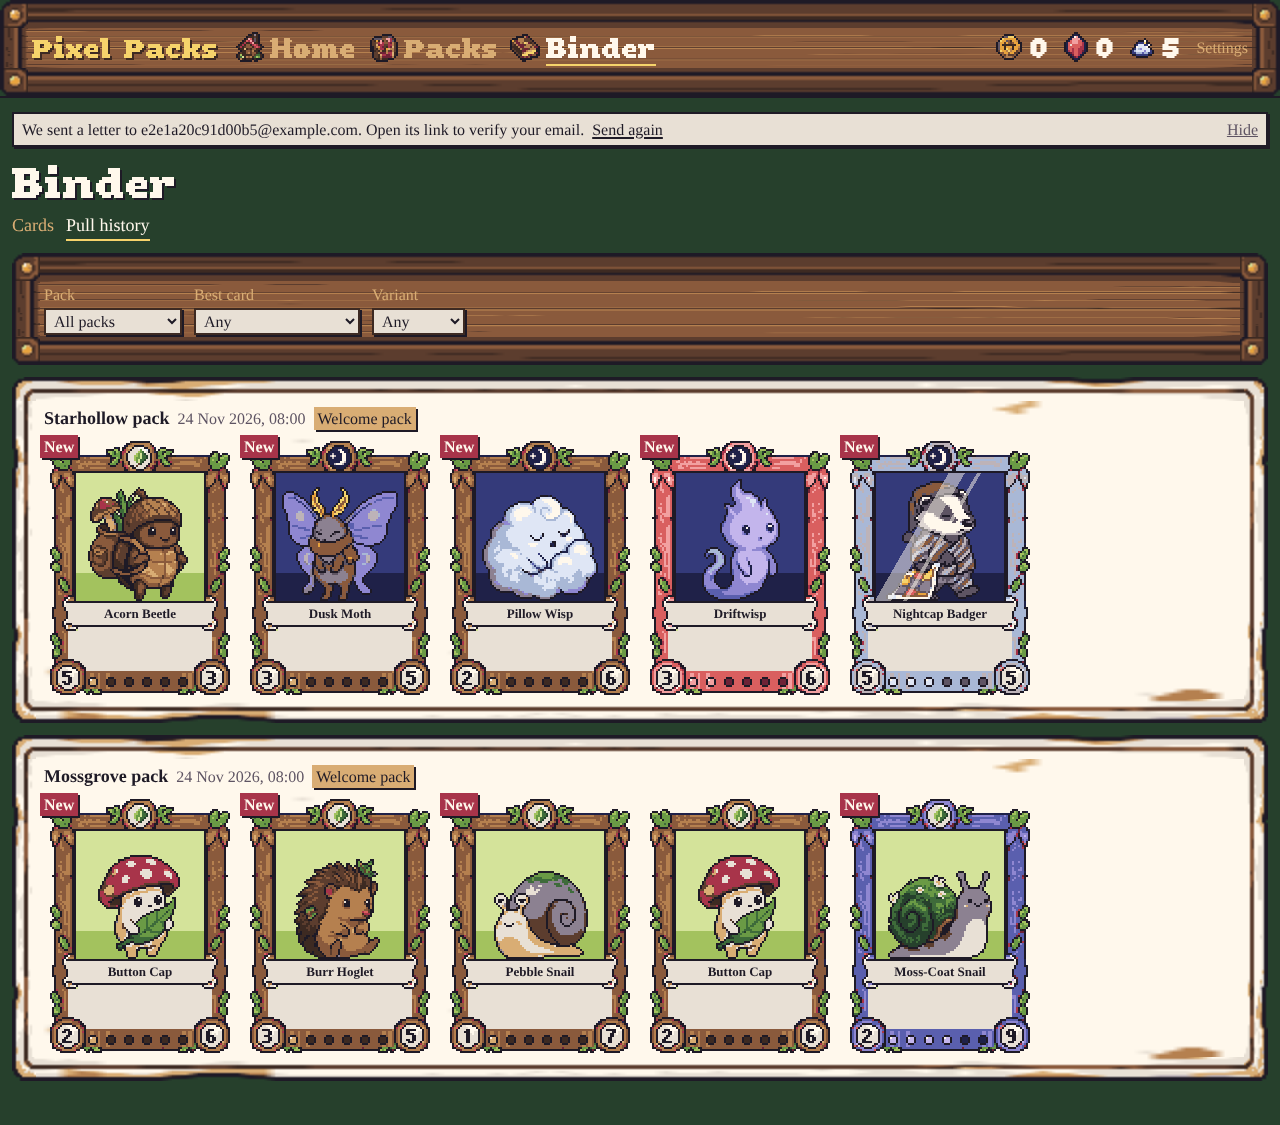 Pixel Packs Home Packs Binder 0 0 5 Settings
We sent a letter to e2e1a20c91d00b5@example.com. Open its link to verify your email. Send again Hide
Binder
Cards Pull history
Pack Best card Variant
All packs Any Any
Starhollow pack 24 Nov 2026, 08:00 Welcome pack
New New New New New
Acorn Beetle Dusk Moth Pillow Wisp Driftwisp Nightcap Badger
5 3 3 5 2 6 3 6 5 5
Mossgrove pack 24 Nov 2026, 08:00 Welcome pack
New New New New
Button Cap Burr Hoglet Pebble Snail Button Cap Moss-Coat Snail
2 6 3 5 1 7 2 6 2 9